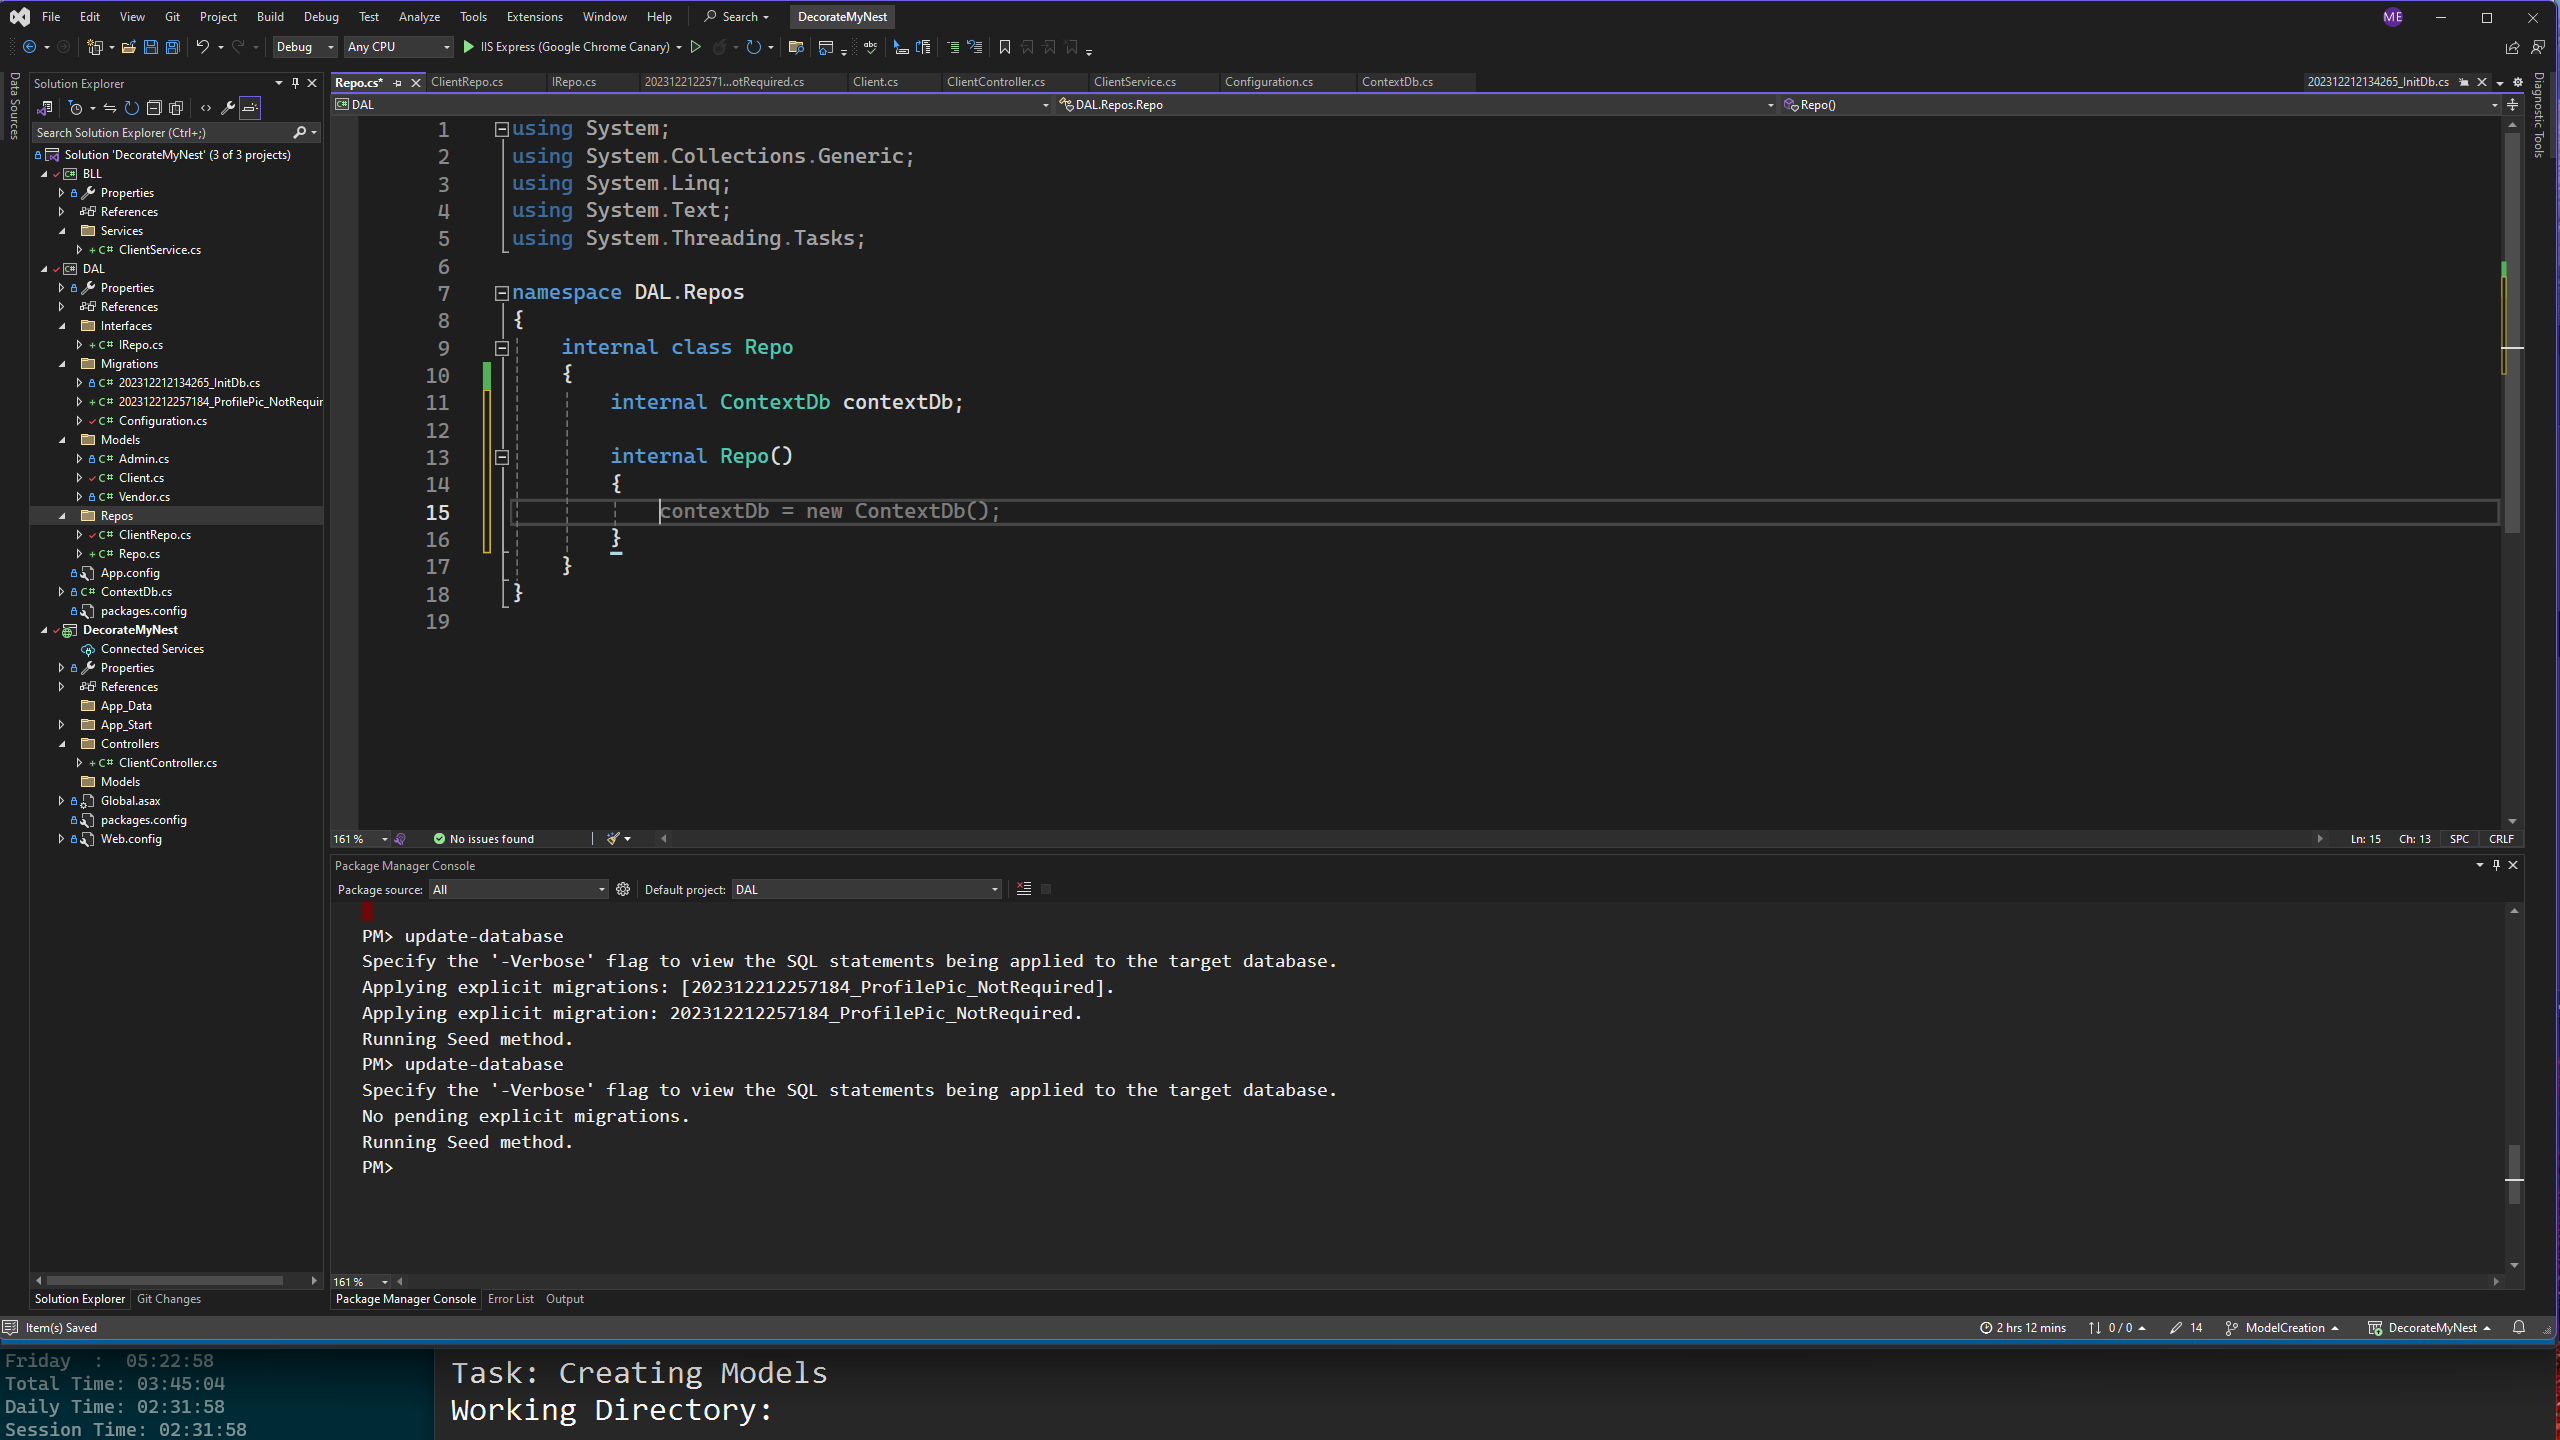 File Edit View Git Project Build Debug Test Analyze Tools Extensions Window Help Search DecorateMyNest ME
Debug Any CPU IIS Express (Google Chrome Canary)
Data Sources
Solution Explorer
Search Solution Explorer (Ctrl+;)
Solution 'DecorateMyNest' (3 of 3 projects)
BLL
Properties
References
Services
C# ClientService.cs
DAL
Properties
References
Interfaces
C# IRepo.cs
Migrations
C# 202312212134265_InitDb.cs
C# 202312212257184_ProfilePic_NotRequir
C# Configuration.cs
Models
C# Admin.cs
C# Client.cs
C# Vendor.cs
Repos
C# ClientRepo.cs
C# Repo.cs
App.config
C# ContextDb.cs
packages.config
DecorateMyNest
Connected Services
Properties
References
App_Data
App_Start
Controllers
C# ClientController.cs
Models
Global.asax
packages.config
Web.config
Solution Explorer Git Changes
Repo.cs* ClientRepo.cs IRepo.cs 2023122122571...otRequired.cs Client.cs ClientController.cs ClientService.cs Configuration.cs ContextDb.cs 202312212134265_InitDb.cs
DAL DAL.Repos.Repo Repo()
1 using System;
2 using System.Collections.Generic;
3 using System.Linq;
4 using System.Text;
5 using System.Threading.Tasks;
6
7 namespace DAL.Repos
8 {
9 internal class Repo
10 {
11 internal ContextDb contextDb;
12
13 internal Repo()
14 {
15 contextDb = new ContextDb();
16 }
17 }
18 }
19
161 % No issues found Ln: 15 Ch: 13 SPC CRLF
Diagnostic Tools
Package Manager Console
Package source: All Default project: DAL
PM> update-database
Specify the '-Verbose' flag to view the SQL statements being applied to the target database.
Applying explicit migrations: [202312212257184_ProfilePic_NotRequired].
Applying explicit migration: 202312212257184_ProfilePic_NotRequired.
Running Seed method.
PM> update-database
Specify the '-Verbose' flag to view the SQL statements being applied to the target database.
No pending explicit migrations.
Running Seed method.
PM>
161 %
Package Manager Console Error List Output
Item(s) Saved 2 hrs 12 mins 0 / 0 14 ModelCreation DecorateMyNest
Friday : 05:22:58
Total Time: 03:45:04
Daily Time: 02:31:58
Session Time: 02:31:58
Task: Creating Models
Working Directory: